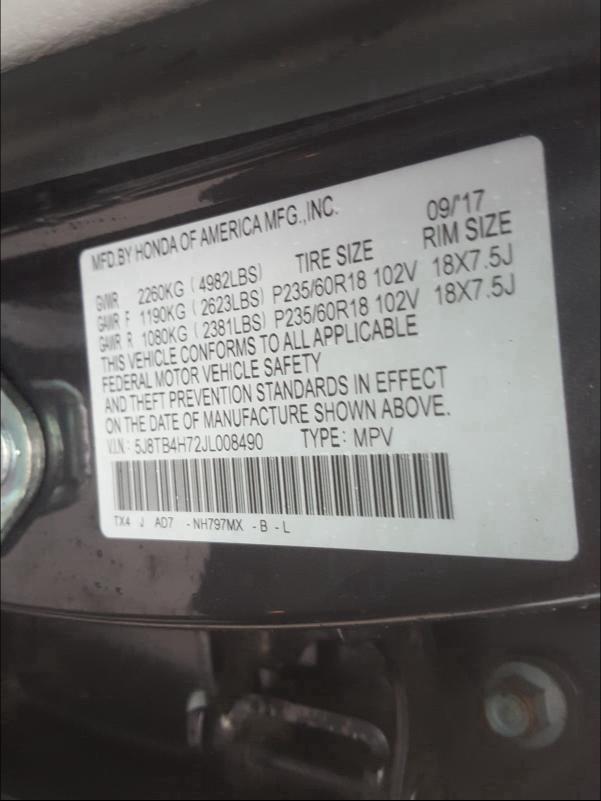 MFD.BY HONDA OF AMERICA MFG.,INC. 09/'17
GVWR 2260KG (4982LBS) TIRE SIZE RIM SIZE
GAWR F 1190KG (2623LBS) P235/60R18 102V 18X7.5J
GAWR R 1080KG (2381LBS) P235/60R18 102V 18X7.5J
THIS VEHICLE CONFORMS TO ALL APPLICABLE
FEDERAL MOTOR VEHICLE SAFETY
AND THEFT PREVENTION STANDARDS IN EFFECT
ON THE DATE OF MANUFACTURE SHOWN ABOVE.
V.I.N.: 5J8TB4H72JL008490 TYPE: MPV
TX4 J AD7 - NH797MX - B - L